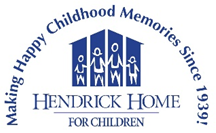 Making Happy Childhood Memories Since 1939!
HENDRICK HOME
FOR CHILDREN